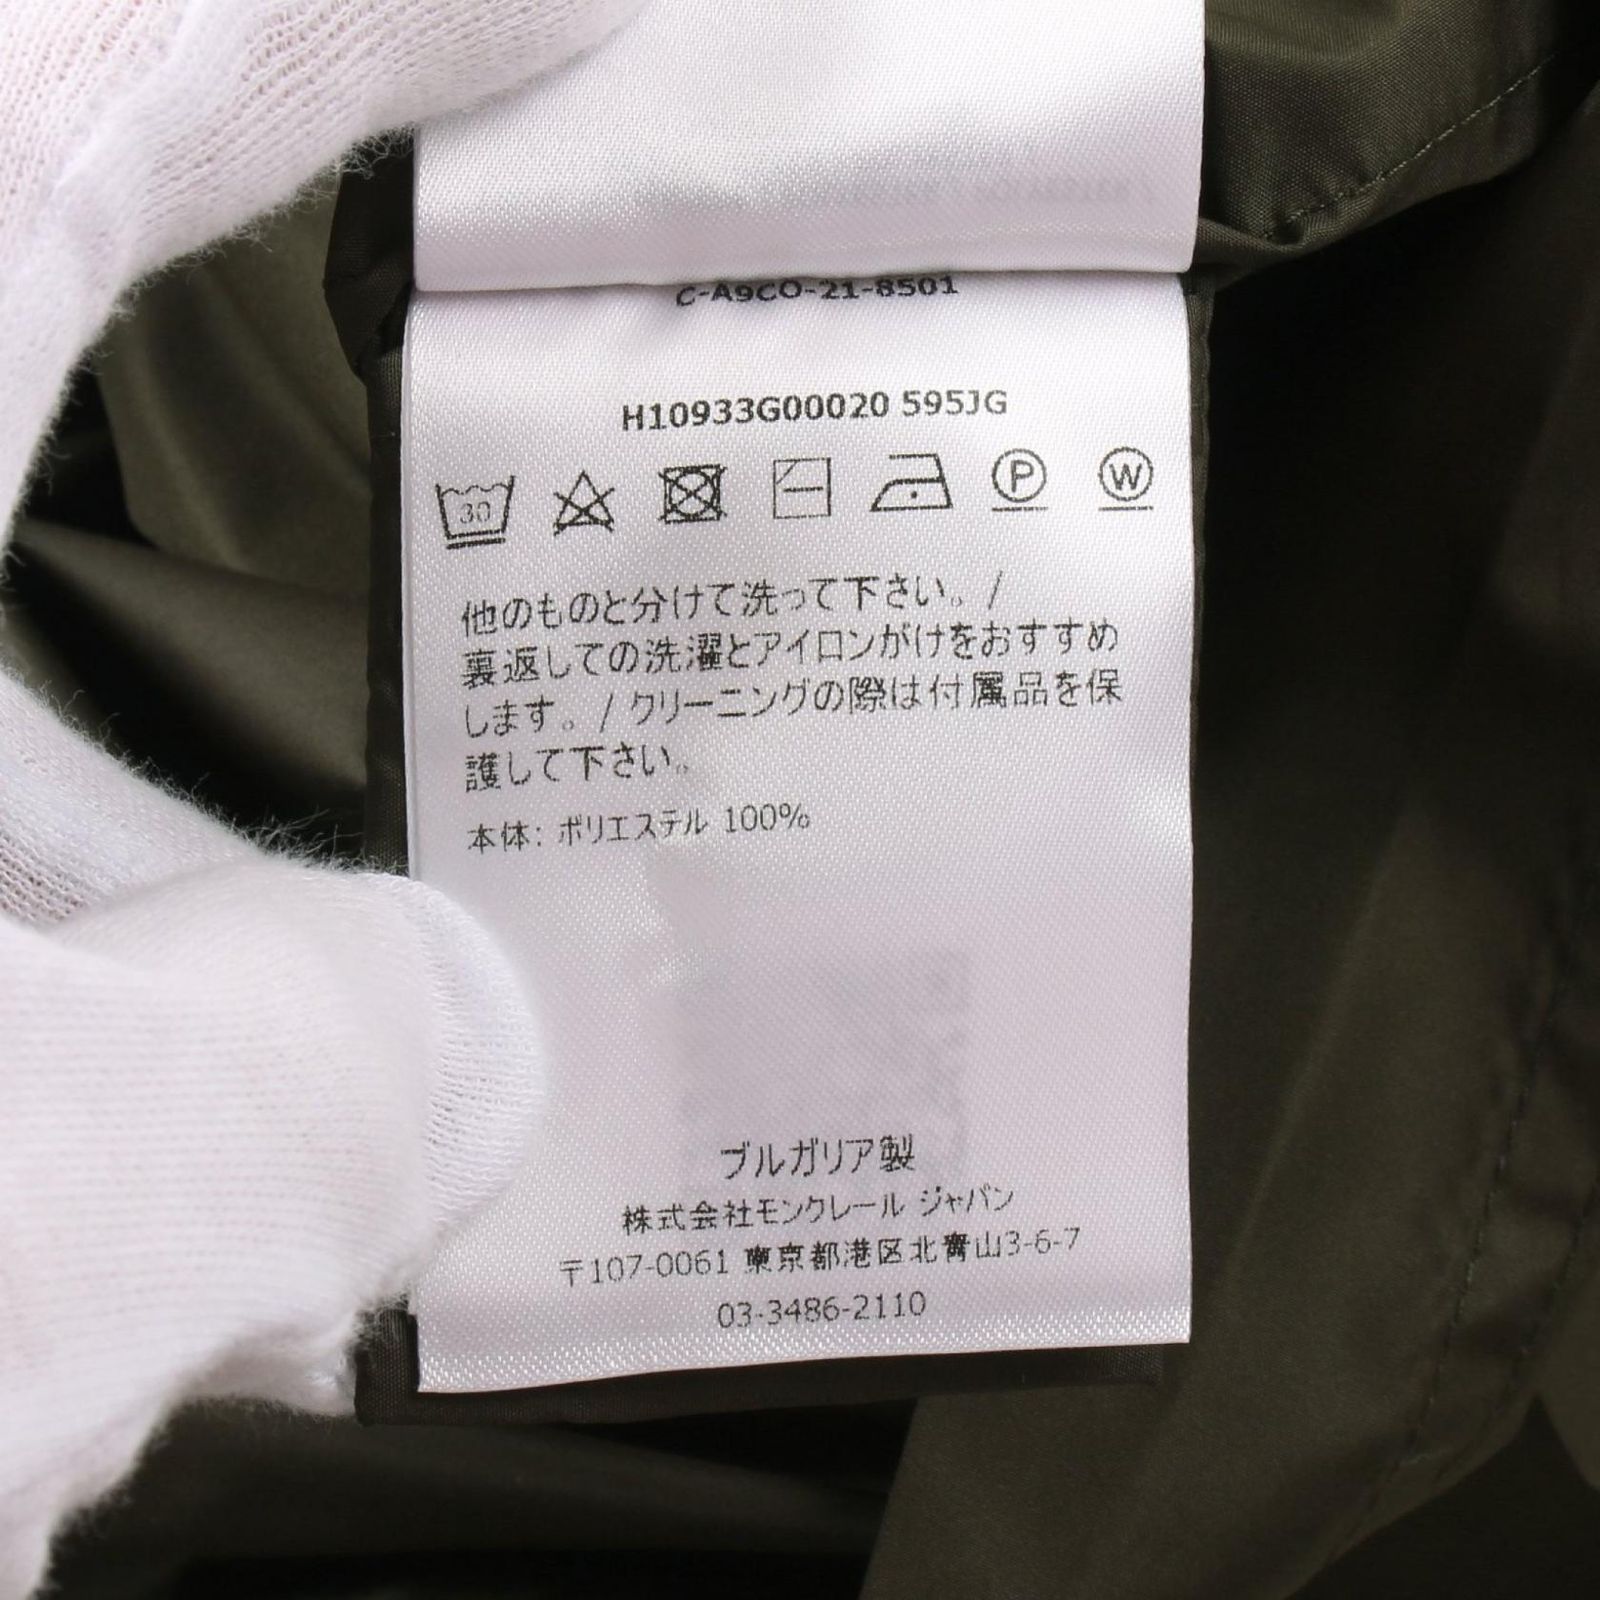 C-A9CO-21-8501
H10933G00020 595JG
30 P W
他のものと分けて洗って下さい。/
裏返しての洗濯とアイロンがけをおすすめ
します。/ クリーニングの際は付属品を保
護して下さい。
本体: ポリエステル 100%
ブルガリア製
株式会社モンクレール ジャパン
〒107-0061 東京都港区北青山3-6-7
03-3486-2110